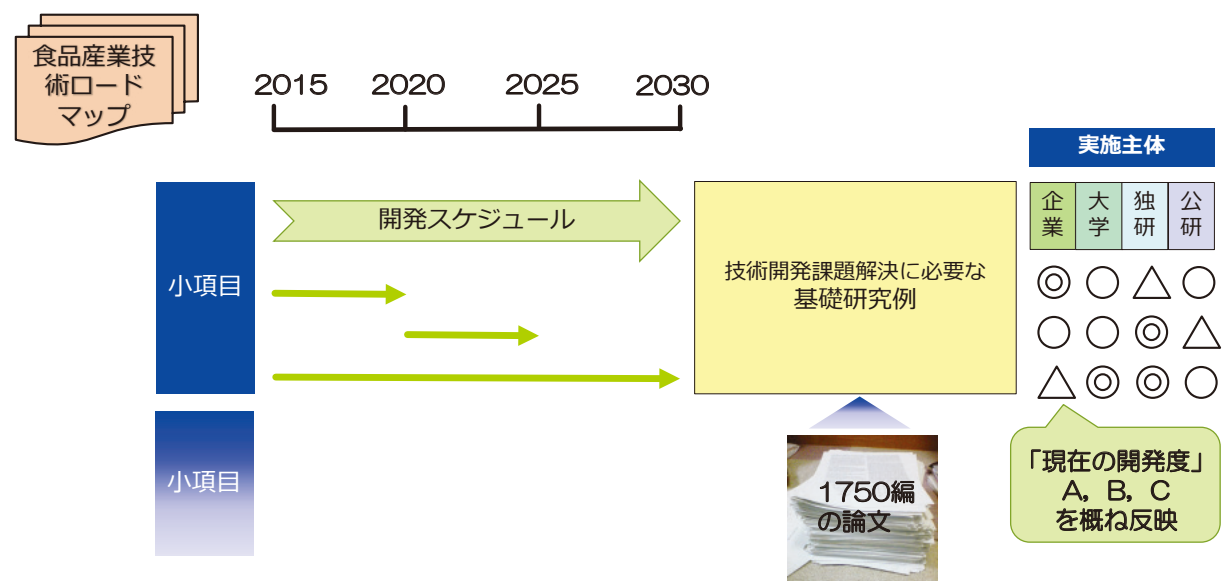 食品産業技
術ロード
マップ
2015 2020 2025 2030
実施主体
企業 大学 独研 公研
開発スケジュール
小項目
技術開発課題解決に必要な
基礎研究例
◎ ○ △ ○
○ ○ ◎ △
△ ◎ ◎ ○
小項目
1750編
の論文
「現在の開発度」
A, B, C
を概ね反映